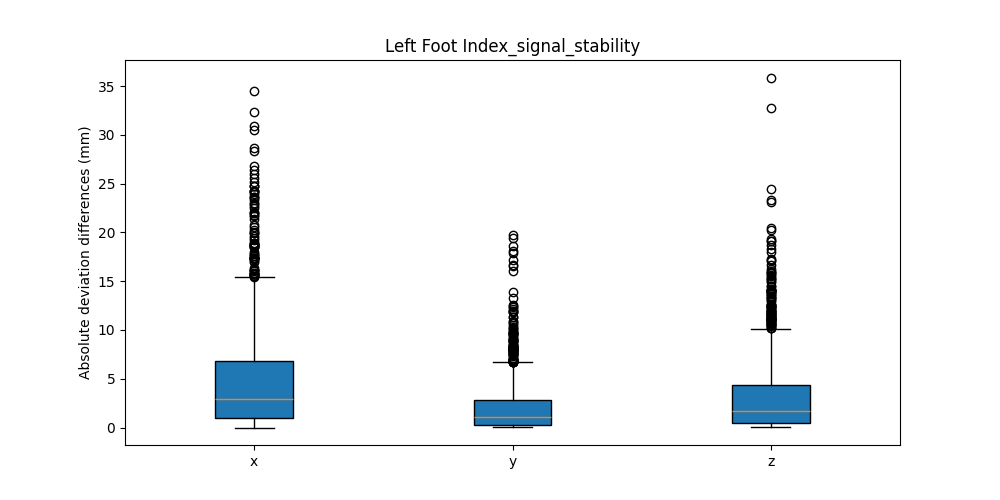 Left Foot Index_signal_stability
Absolute deviation differences (mm)
35
30
25
20
15
10
5
0
x y z